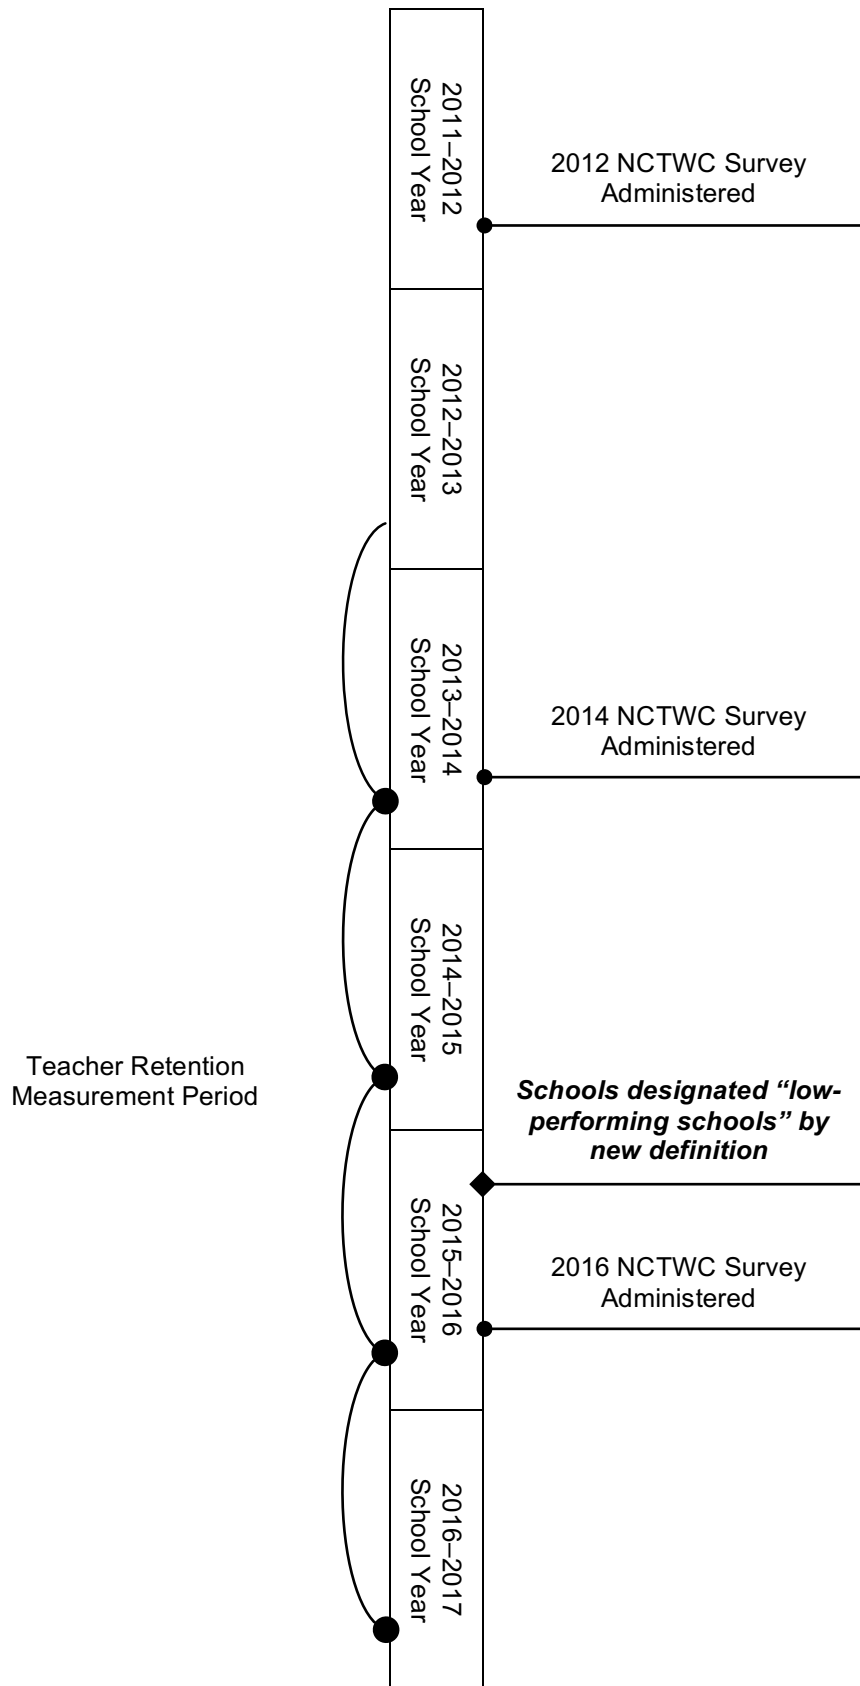 2011–2012
School Year
2012 NCTWC Survey
Administered
2012–2013
School Year
2013–2014
School Year
2014 NCTWC Survey
Administered
2014–2015
School Year
Teacher Retention
Measurement Period
Schools designated “low-
performing schools” by
new definition
2015–2016
School Year
2016 NCTWC Survey
Administered
2016–2017
School Year